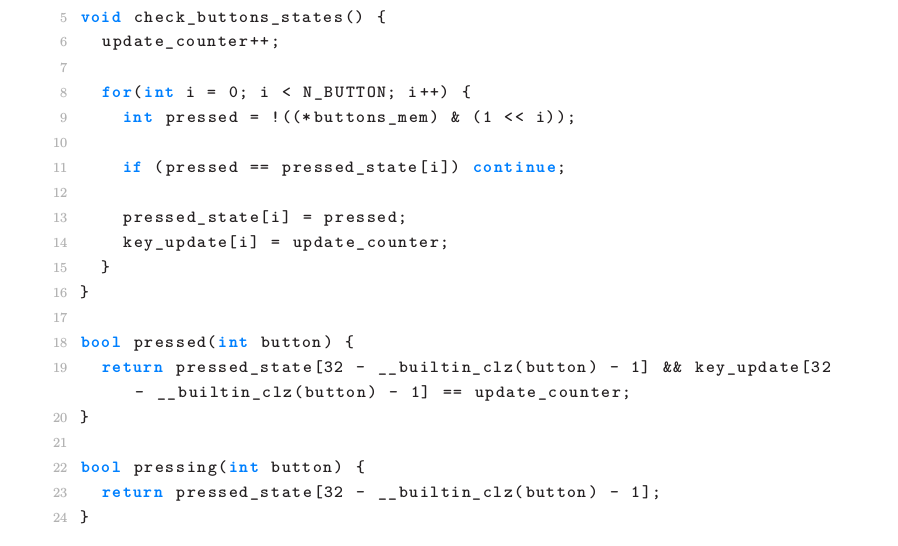 5 void check_buttons_states() {
6   update_counter++;
7
8   for(int i = 0; i < N_BUTTON; i++) {
9     int pressed = !((*buttons_mem) & (1 << i));
10
11     if (pressed == pressed_state[i]) continue;
12
13     pressed_state[i] = pressed;
14     key_update[i] = update_counter;
15   }
16 }
17
18 bool pressed(int button) {
19   return pressed_state[32 - __builtin_clz(button) - 1] && key_update[32
- __builtin_clz(button) - 1] == update_counter;
20 }
21
22 bool pressing(int button) {
23   return pressed_state[32 - __builtin_clz(button) - 1];
24 }